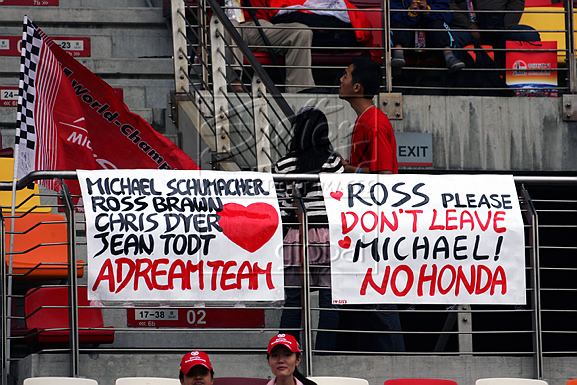 MICHAEL SCHUMACHER
ROSS BRAWN
CHRIS DYER
JEAN TODT
A DREAM TEAM
ROSS PLEASE
DON'T LEAVE
MICHAEL!
NO HONDA
EXIT
world Champion
17-38
02